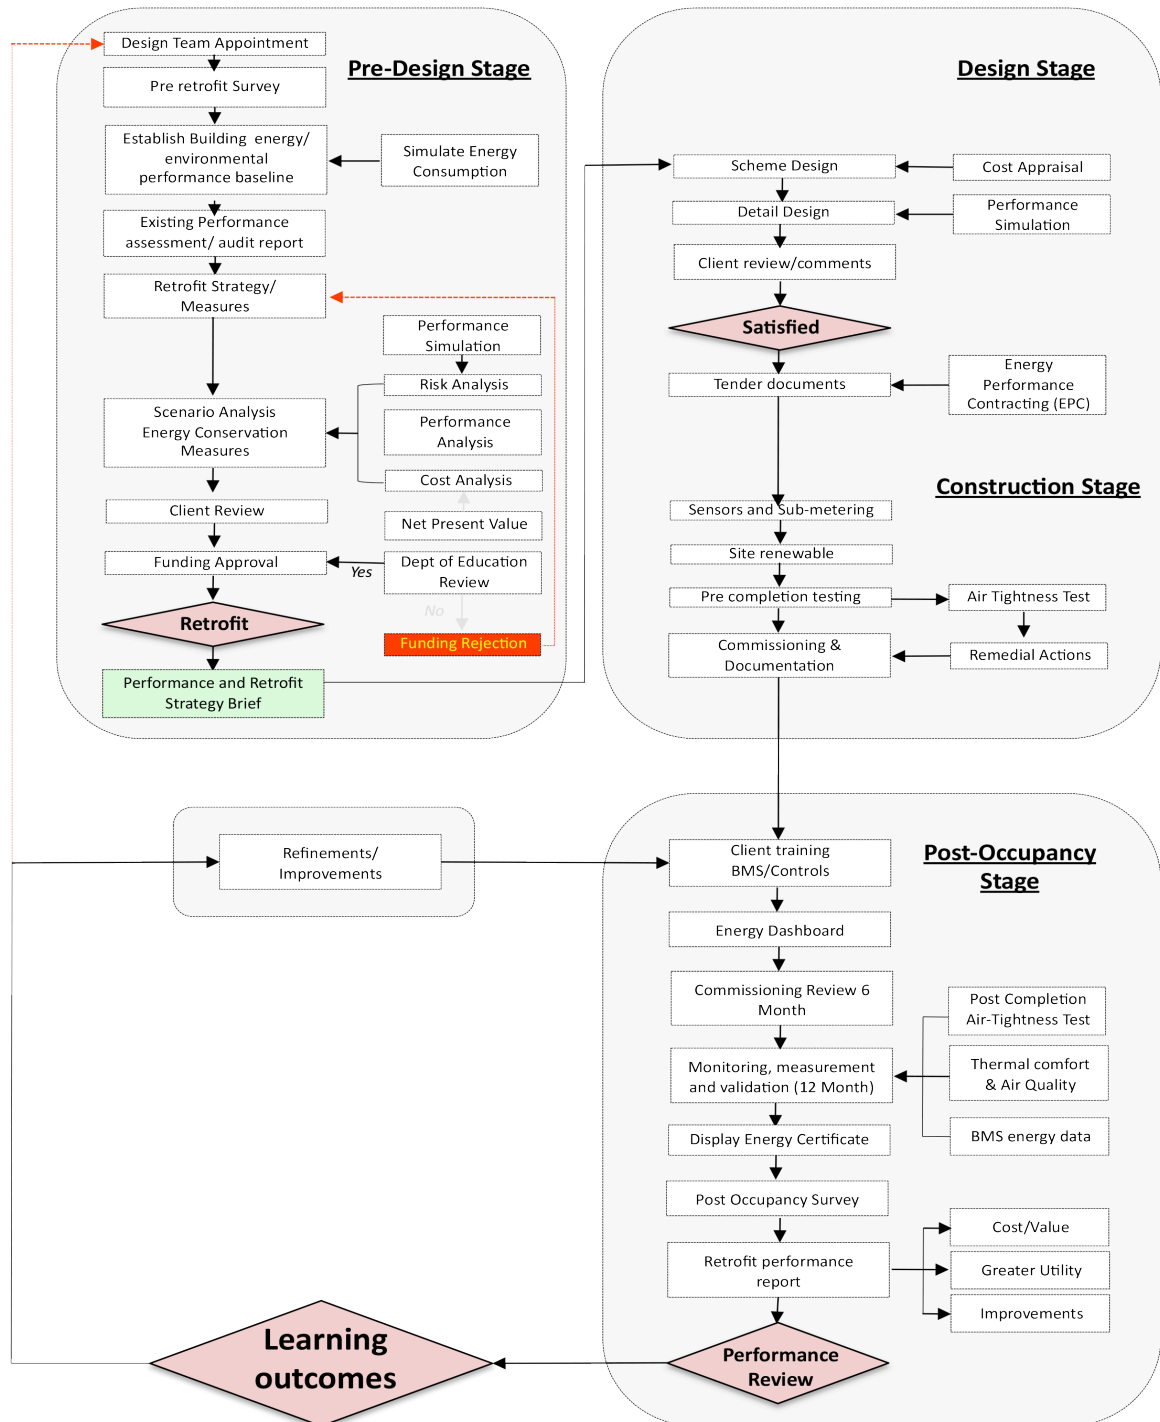 Pre-Design Stage
Design Team Appointment
Pre retrofit Survey
Establish Building energy/
environmental
performance baseline
Simulate Energy
Consumption
Existing Performance
assessment/ audit report
Retrofit Strategy/
Measures
Performance
Simulation
Risk Analysis
Scenario Analysis
Energy Conservation
Measures
Performance
Analysis
Cost Analysis
Client Review
Net Present Value
Funding Approval
Yes
Dept of Education
Review
No
Retrofit
Funding Rejection
Performance and Retrofit
Strategy Brief
Design Stage
Scheme Design
Cost Appraisal
Detail Design
Performance
Simulation
Client review/comments
Satisfied
Tender documents
Energy
Performance
Contracting (EPC)
Construction Stage
Sensors and Sub-metering
Site renewable
Pre completion testing
Air Tightness Test
Commissioning &
Documentation
Remedial Actions
Refinements/
Improvements
Post-Occupancy
Stage
Client training
BMS/Controls
Energy Dashboard
Commissioning Review 6
Month
Post Completion
Air-Tightness Test
Monitoring, measurement
and validation (12 Month)
Thermal comfort
& Air Quality
Display Energy Certificate
BMS energy data
Post Occupancy Survey
Cost/Value
Retrofit performance
report
Greater Utility
Improvements
Performance
Review
Learning
outcomes